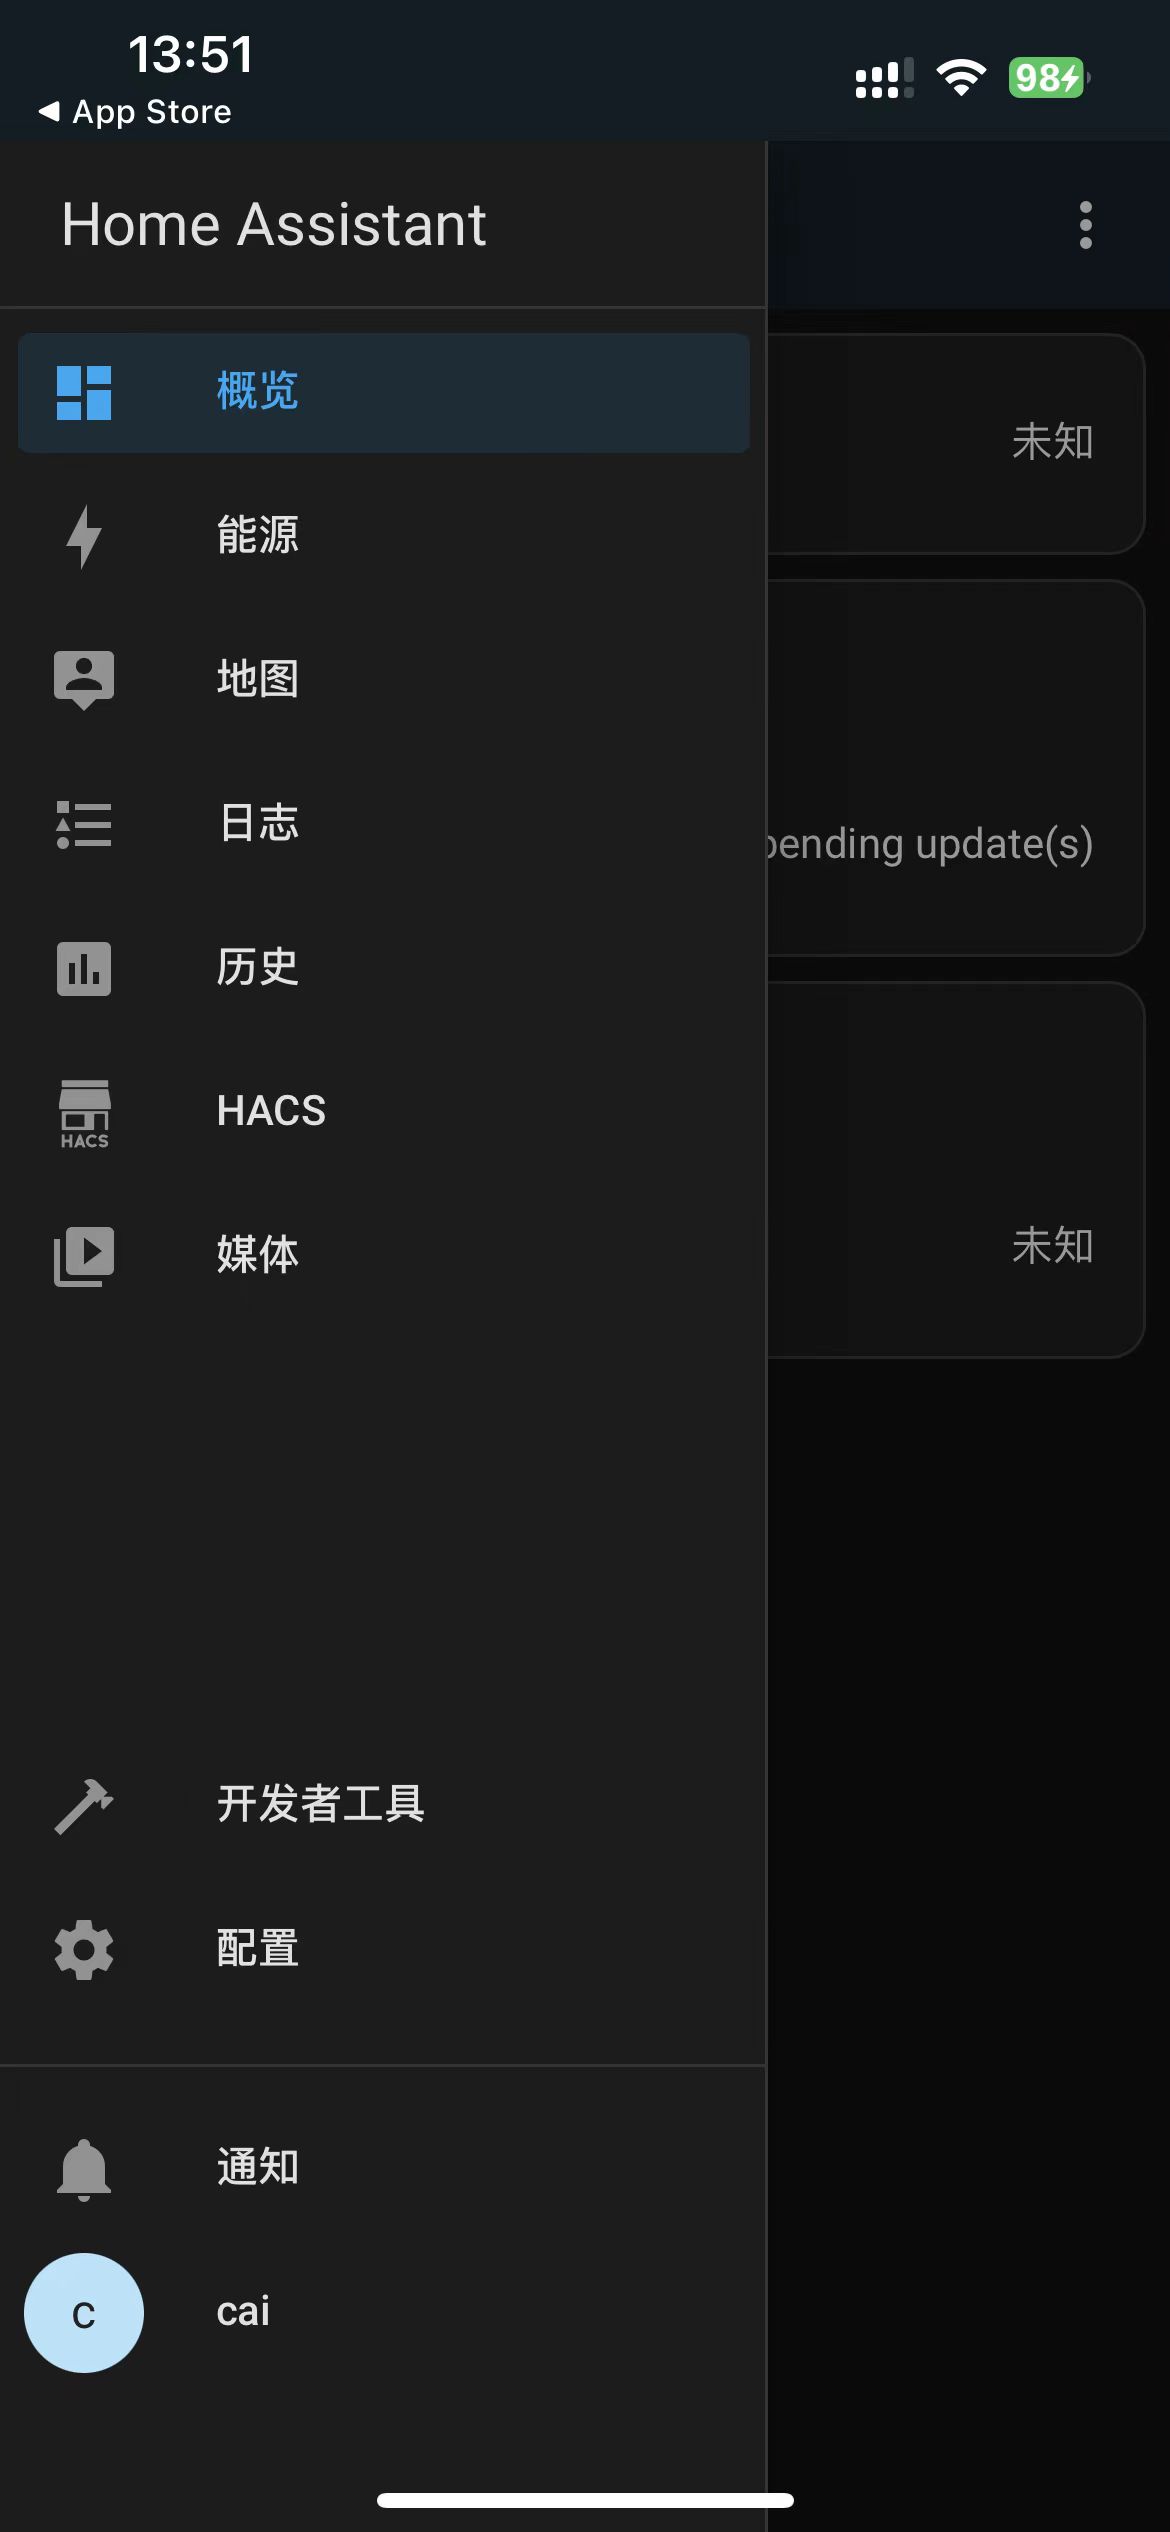 13:51
98
App Store
Home Assistant
概览
未知
能源
地图
日志
pending update(s)
历史
HACS
HACS
媒体
未知
开发者工具
配置
通知
c
cai